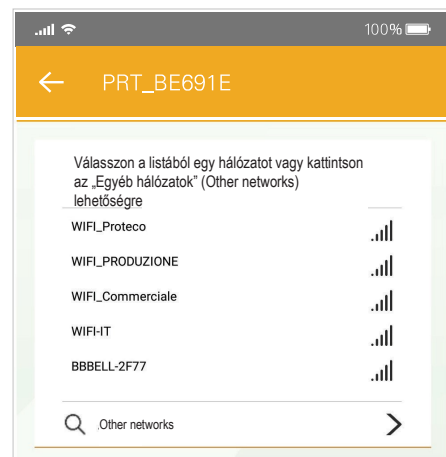 100%
PRT_BE691E
Válasszon a listából egy hálózatot vagy kattintson
az „Egyéb hálózatok” (Other networks)
lehetőségre
WIFI_Proteco
WIFI_PRODUZIONE
WIFI_Commerciale
WIFI-IT
BBBELL-2F77
.Other networks